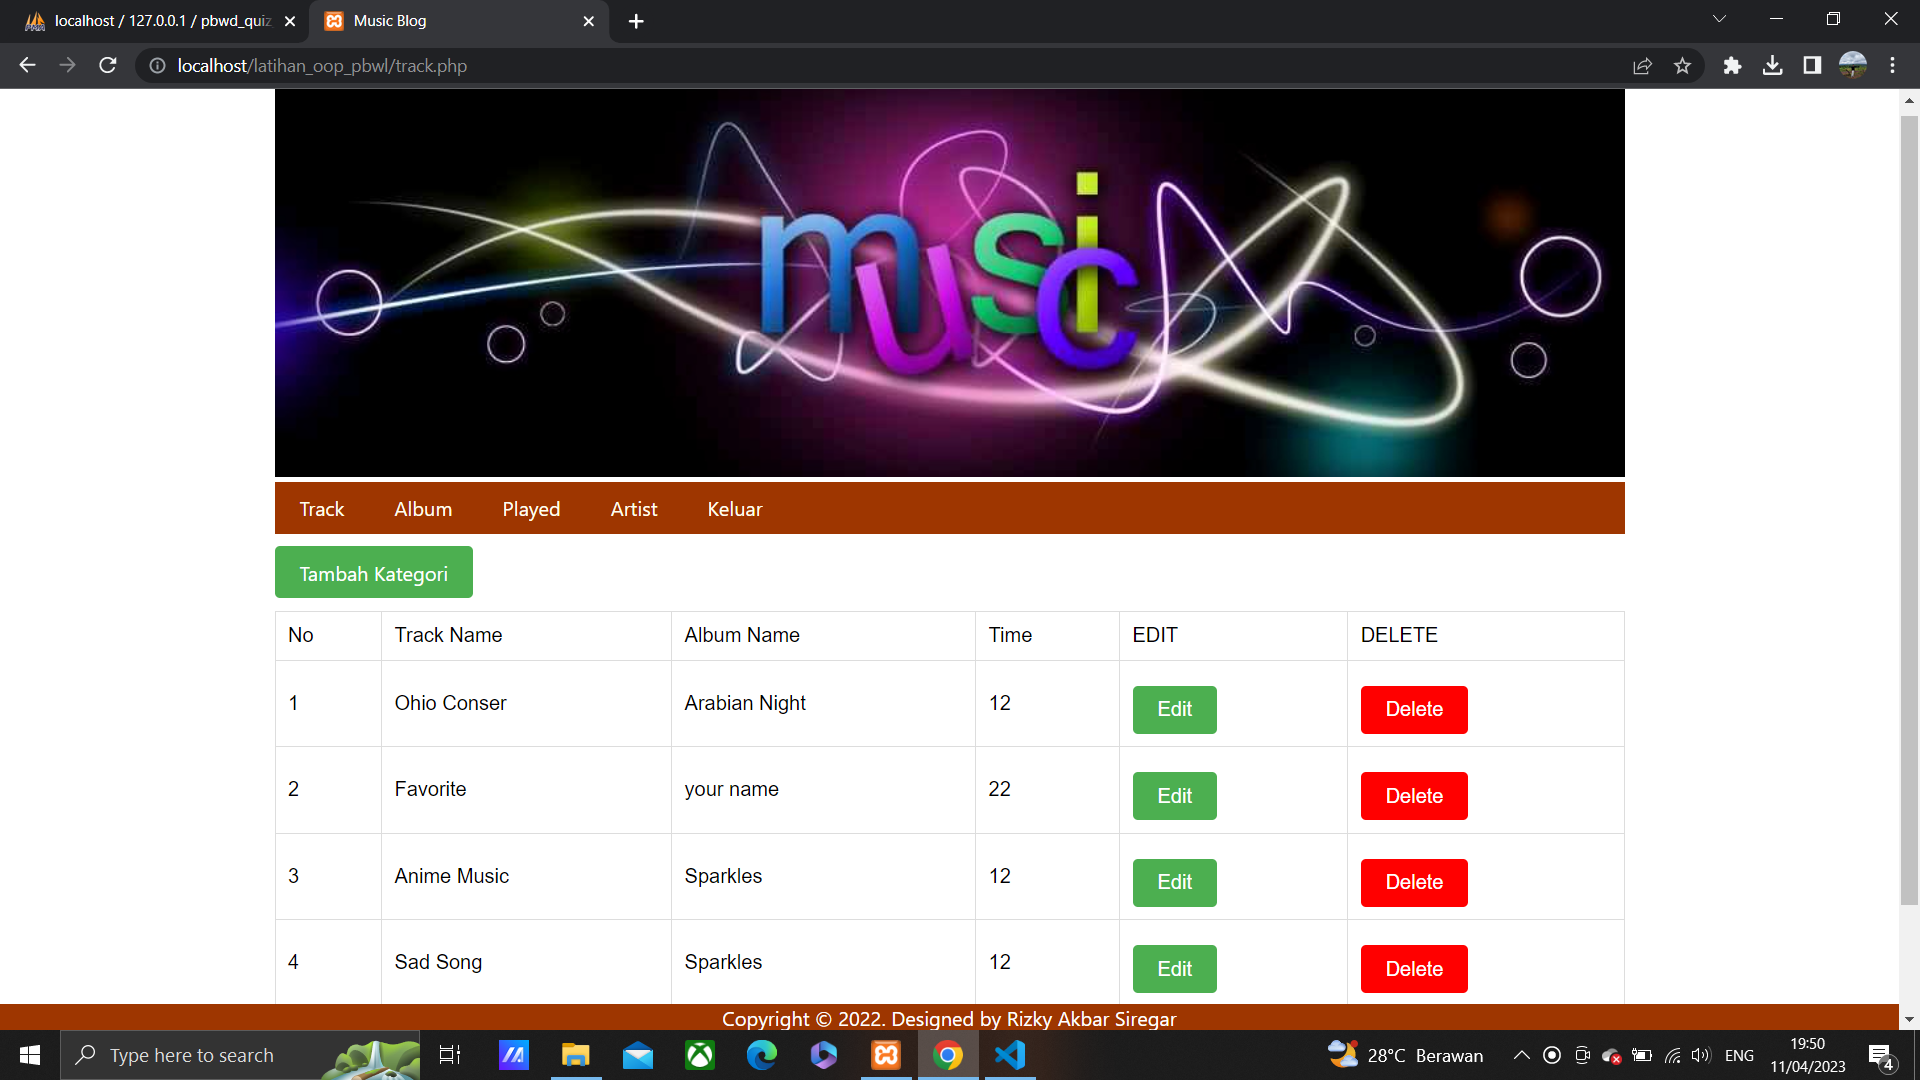 localhost / 127.0.0.1 / pbwd_quiz
Music Blog
localhost/latihan_oop_pbwl/track.php
music
Track Album Played Artist Keluar
Tambah Kategori
No Track Name Album Name Time EDIT DELETE
1 Ohio Conser Arabian Night 12 Edit Delete
2 Favorite your name 22 Edit Delete
3 Anime Music Sparkles 12 Edit Delete
4 Sad Song Sparkles 12 Edit Delete
Copyright © 2022. Designed by Rizky Akbar Siregar
Type here to search
28°C Berawan
ENG
19:50
11/04/2023
4